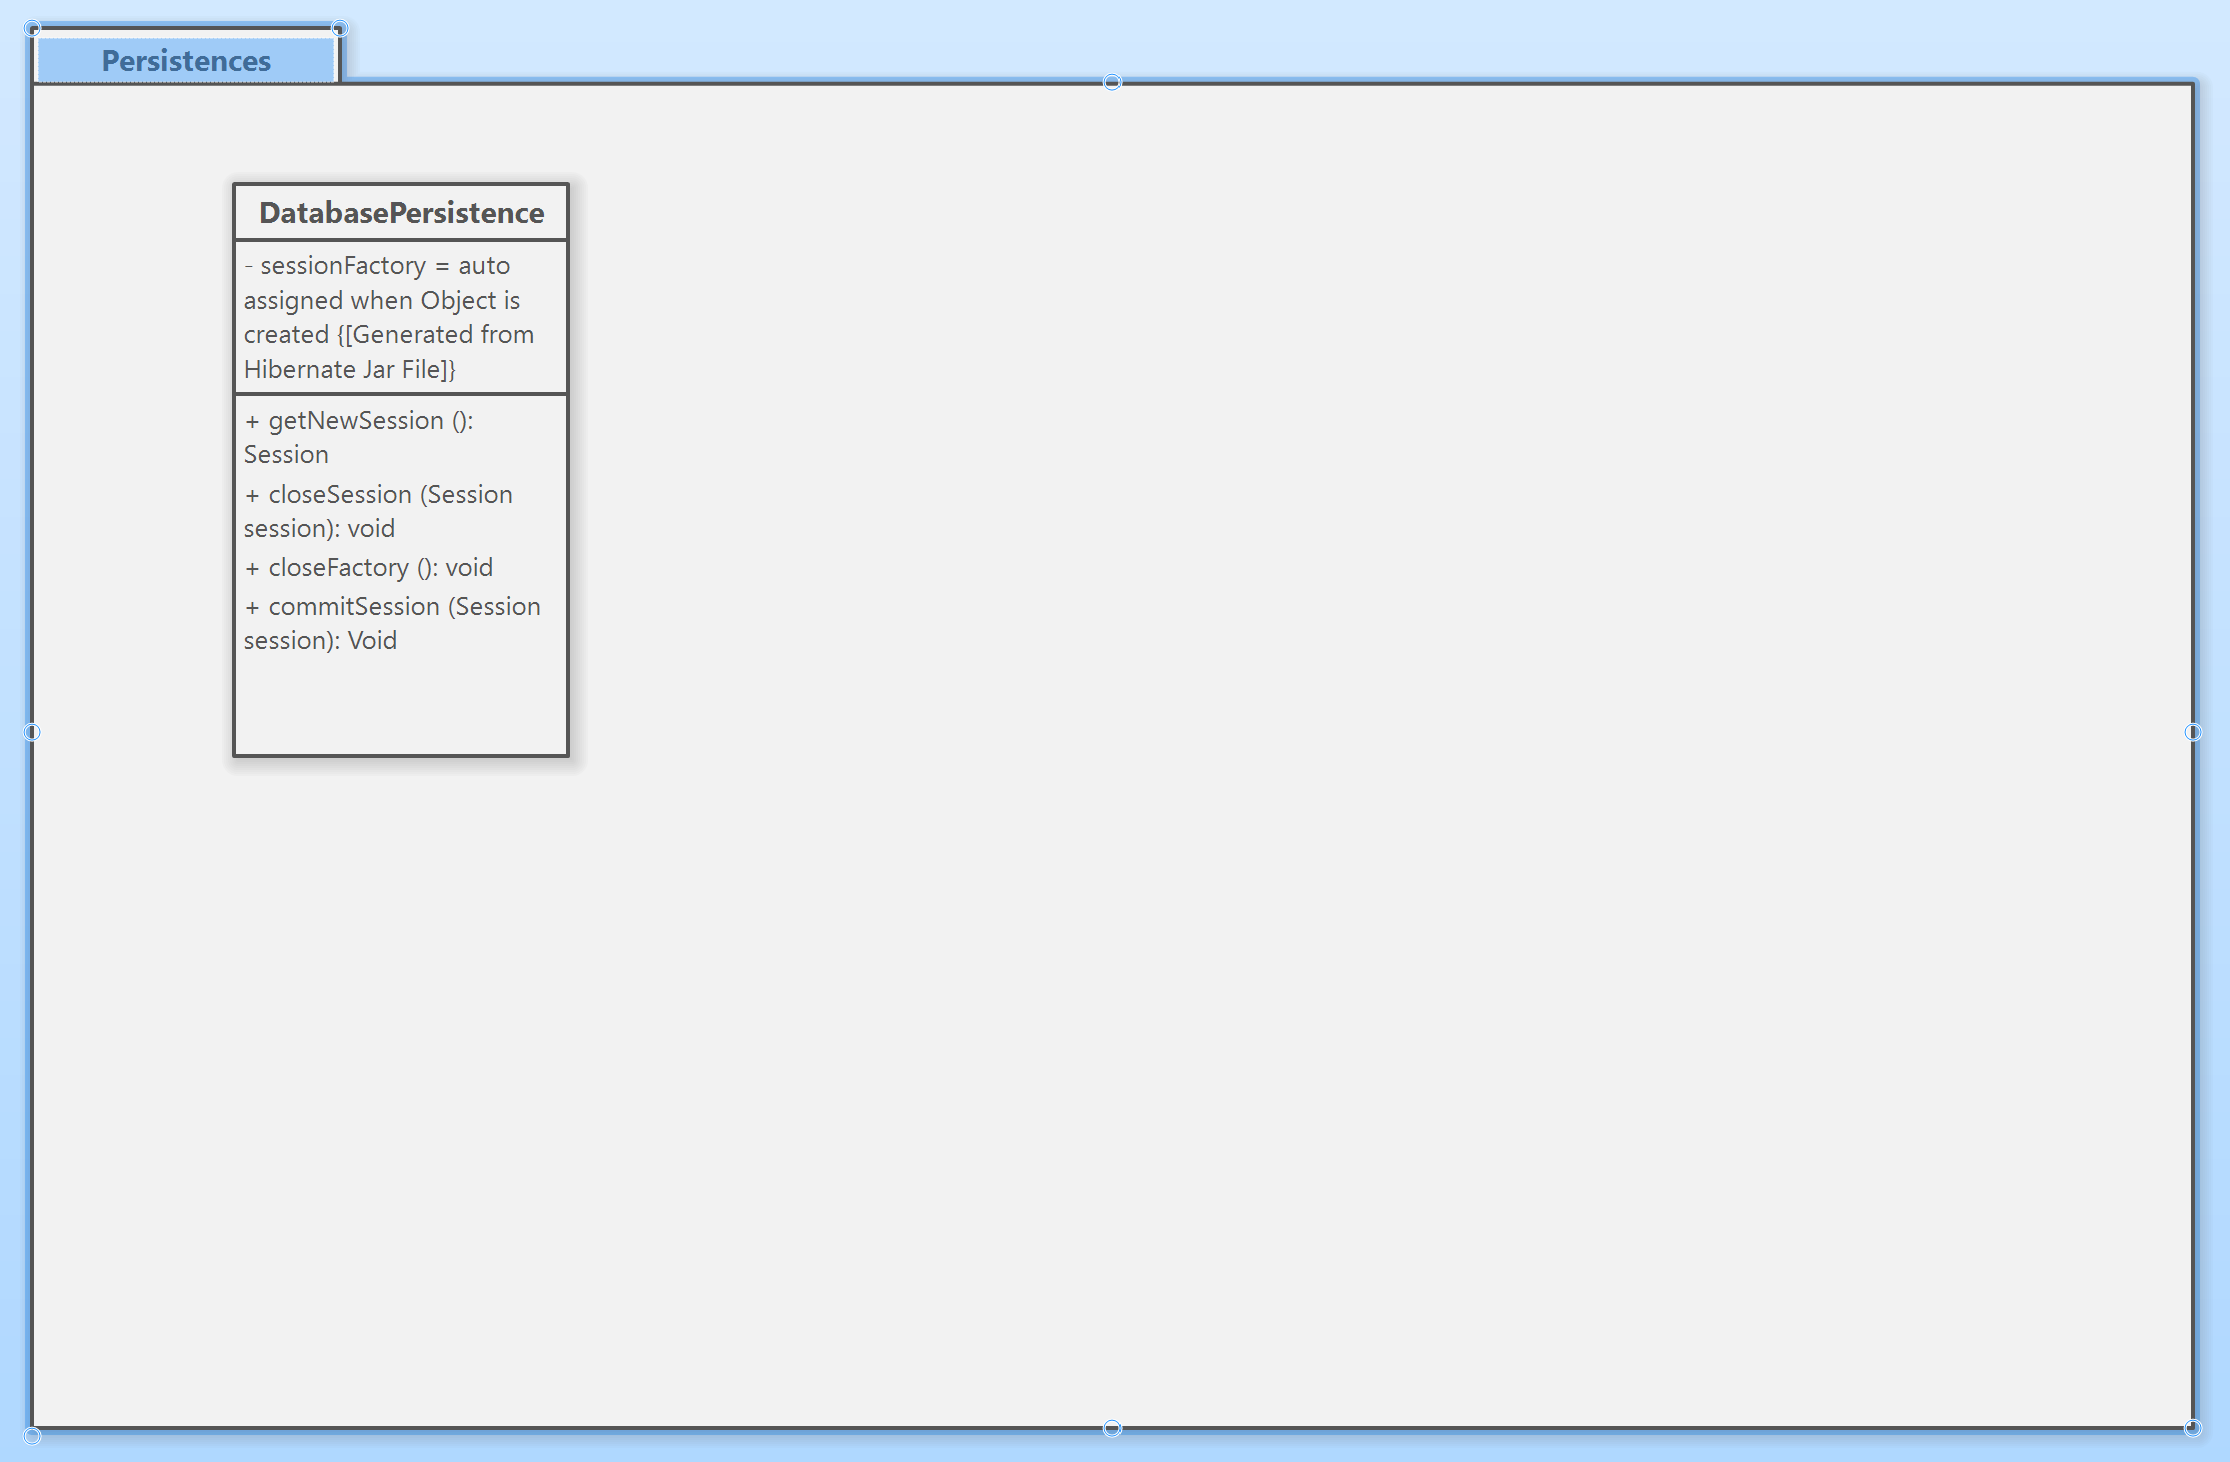 Persistences
DatabasePersistence
- sessionFactory = auto
assigned when Object is
created {[Generated from
Hibernate Jar File]}
+ getNewSession ():
Session
+ closeSession (Session
session): void
+ closeFactory (): void
+ commitSession (Session
session): Void